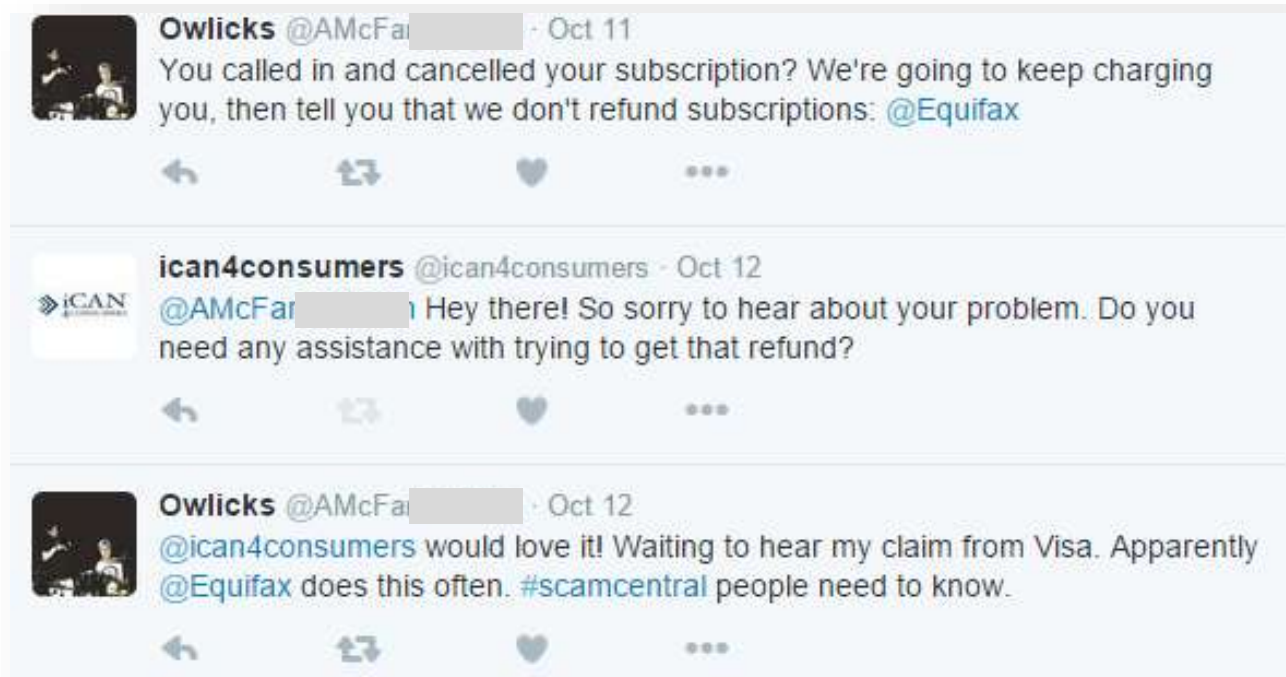 Owlicks @AMcFar · Oct 11
You called in and cancelled your subscription? We're going to keep charging
you, then tell you that we don't refund subscriptions: @Equifax
ican4consumers @ican4consumers · Oct 12
iCAN
@AMcFar Hey there! So sorry to hear about your problem. Do you
need any assistance with trying to get that refund?
Owlicks @AMcFar · Oct 12
@ican4consumers would love it! Waiting to hear my claim from Visa. Apparently
@Equifax does this often. #scamcentral people need to know.